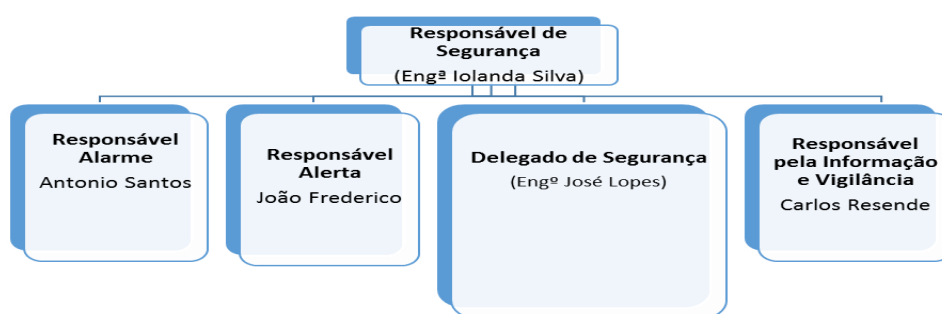 Responsável de
Segurança
(Engª Iolanda Silva)
Responsável
Alarme
Antonio Santos
Responsável
Alerta
João Frederico
Delegado de Segurança
(Engº José Lopes)
Responsável
pela Informação
e Vigilância
Carlos Resende